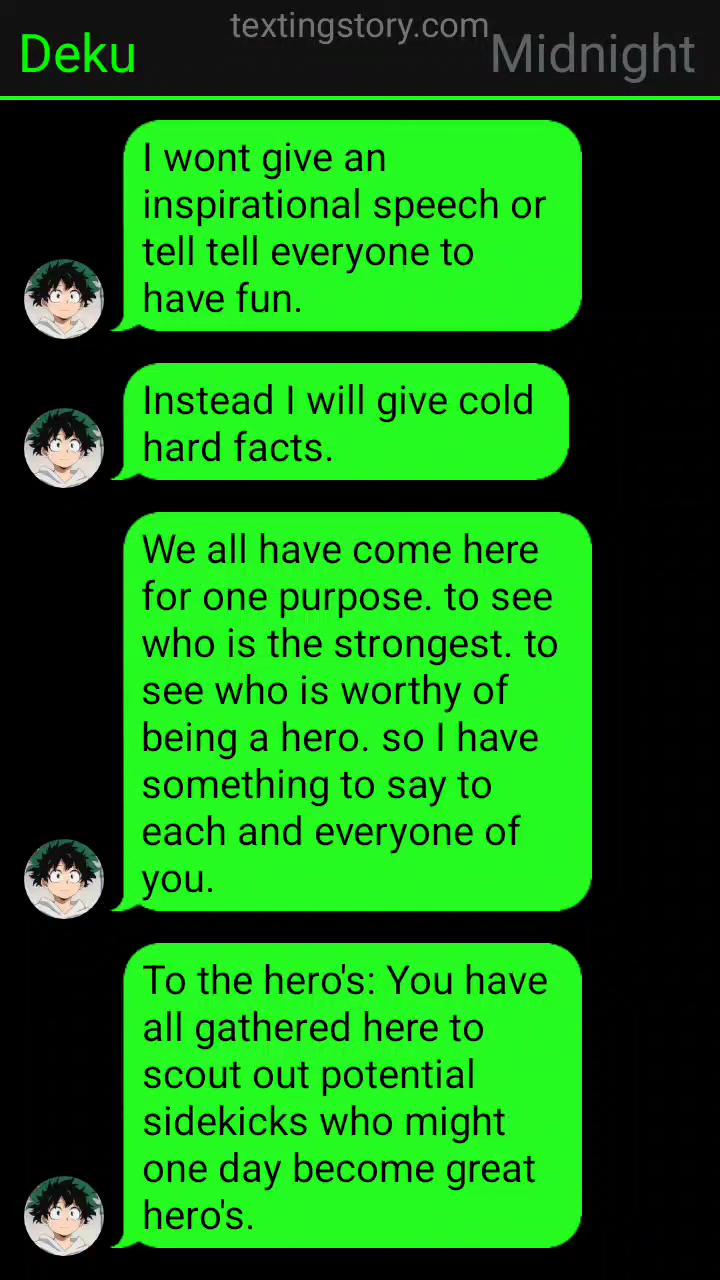 textingstory.com
Deku
Midnight
I wont give an
inspirational speech or
tell tell everyone to
have fun.
Instead I will give cold
hard facts.
We all have come here
for one purpose. to see
who is the strongest. to
see who is worthy of
being a hero. so I have
something to say to
each and everyone of
you.
To the hero's: You have
all gathered here to
scout out potential
sidekicks who might
one day become great
hero's.